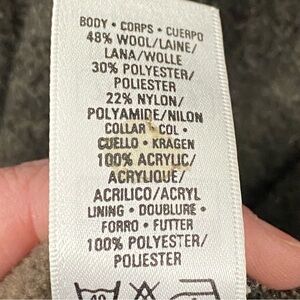 BODY • CORPS • CUERPO
48% WOOL/LAINE/
LANA/WOLLE
30% POLYESTER/
POLIESTER
22% NYLON/
POLYAMIDE/NILON
COLLAR • COL •
CUELLO • KRAGEN
100% ACRYLIC/
ACRYLIQUE/
ACRILICO/ACRYL
LINING • DOUBLURE •
FORRO • FUTTER
100% POLYESTER/
POLIESTER